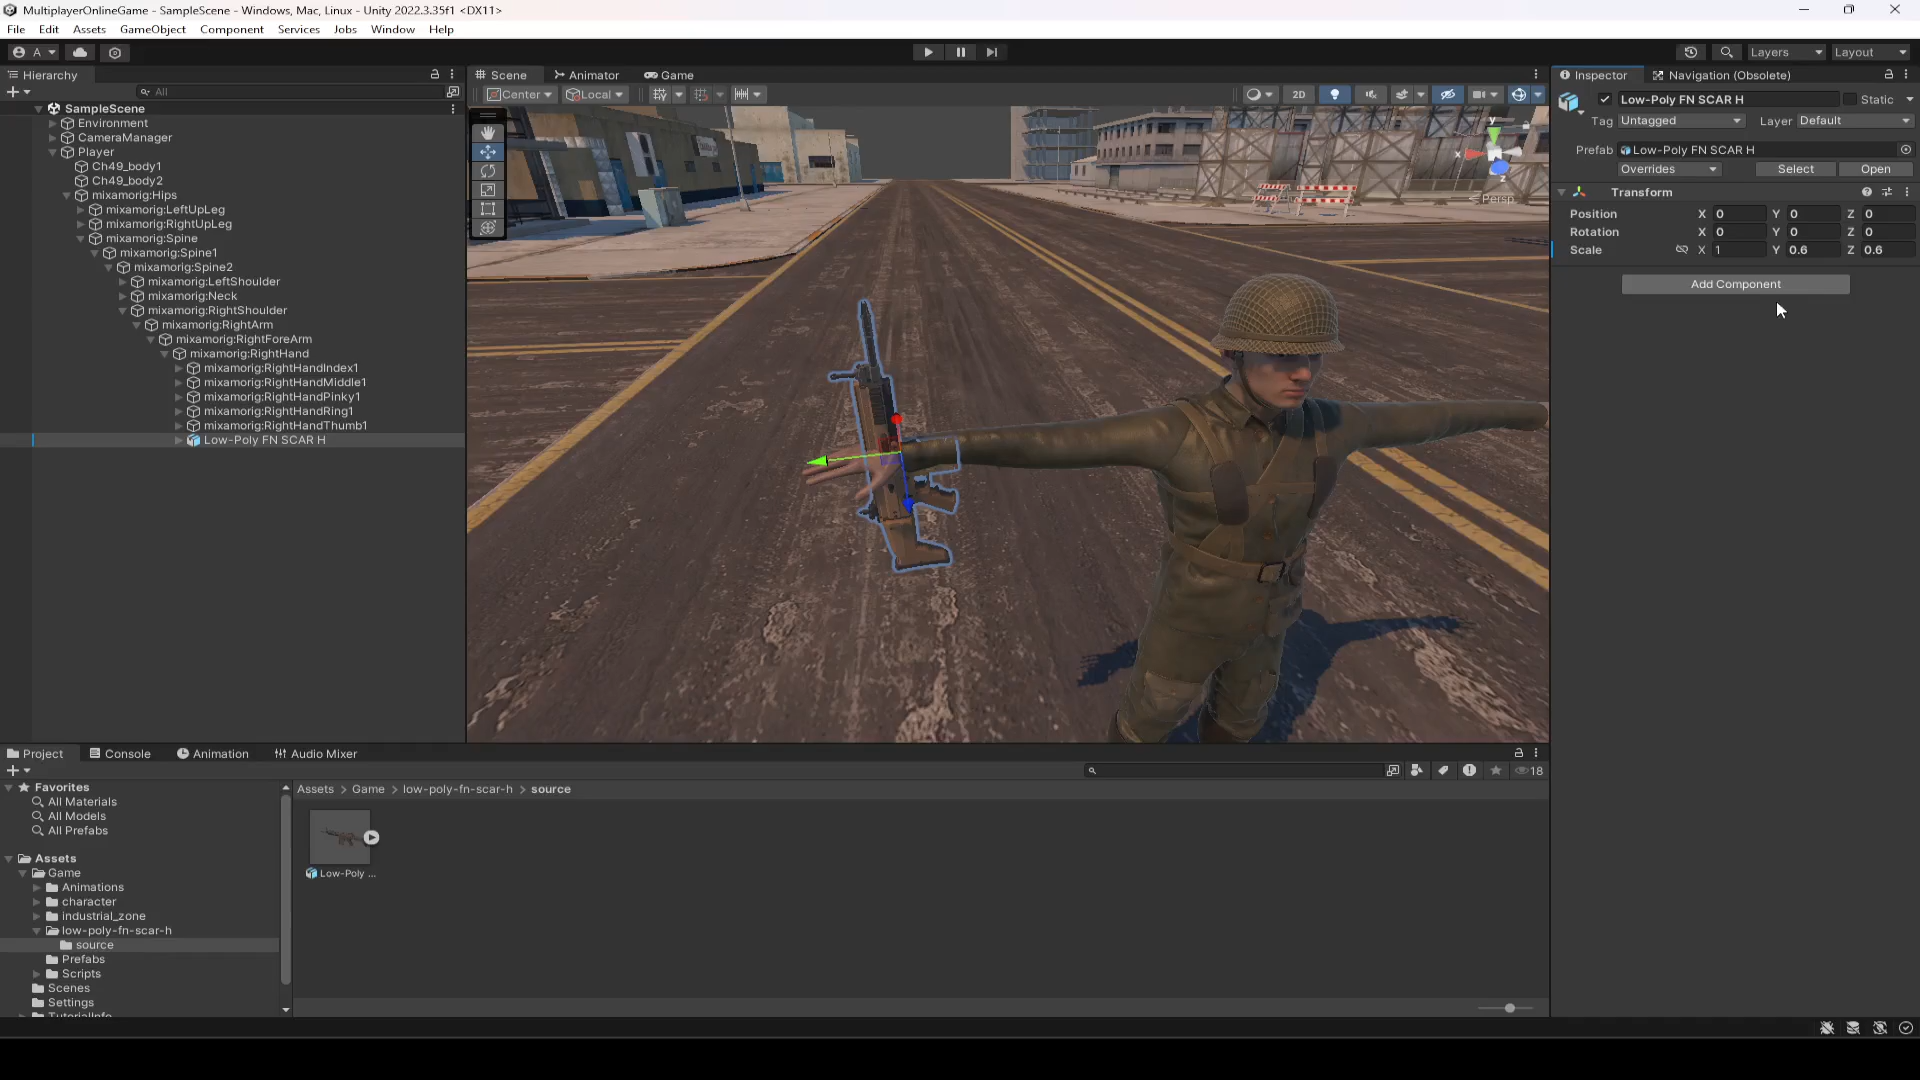 MultiplayerOnlineGame - SampleScene - Windows, Mac, Linux - Unity 2022.3.35f1 <DX11>
File Edit Assets GameObject Component Services Jobs Window Help
A
Layers Layout
Hierarchy
All
SampleScene
Environment
CameraManager
Player
Ch49_body1
Ch49_body2
mixamorig:Hips
mixamorig:LeftUpLeg
mixamorig:RightUpLeg
mixamorig:Spine
mixamorig:Spine1
mixamorig:Spine2
mixamorig:LeftShoulder
mixamorig:Neck
mixamorig:RightShoulder
mixamorig:RightArm
mixamorig:RightForeArm
mixamorig:RightHand
mixamorig:RightHandIndex1
mixamorig:RightHandMiddle1
mixamorig:RightHandPinky1
mixamorig:RightHandRing1
mixamorig:RightHandThumb1
Low-Poly FN SCAR H
Scene Animator Game
Center Local
2D
y
x
Persp
Inspector Navigation (Obsolete)
Low-Poly FN SCAR H Static
Tag Untagged Layer Default
Prefab Low-Poly FN SCAR H
Overrides Select Open
Transform
Position X 0 Y 0 Z 0
Rotation X 0 Y 0 Z 0
Scale X 1 Y 0.6 Z 0.6
Add Component
Project Console Animation Audio Mixer
18
Favorites
All Materials
All Models
All Prefabs
Assets
Game
Animations
character
industrial_zone
low-poly-fn-scar-h
source
Prefabs
Scripts
Scenes
Settings
TutorialInfo
Assets > Game > low-poly-fn-scar-h > source
Low-Poly ...